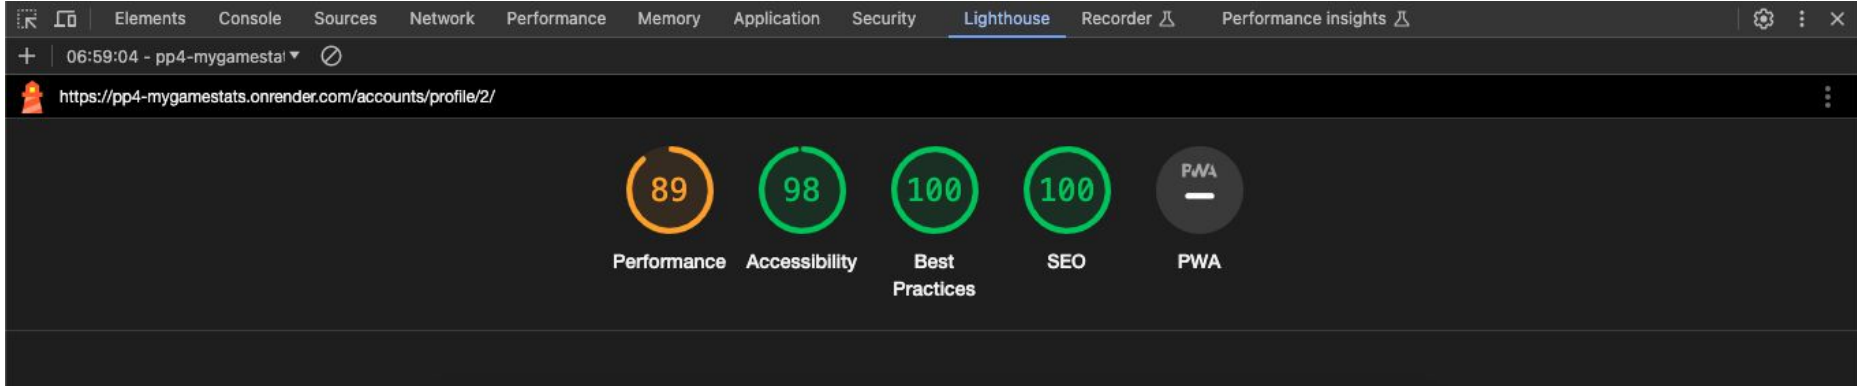 Elements Console Sources Network Performance Memory Application Security Lighthouse Recorder Performance insights
06:59:04 - pp4-mygamestat
https://pp4-mygamestats.onrender.com/accounts/profile/2/
89 98 100 100 PWA
Performance Accessibility Best Practices SEO PWA